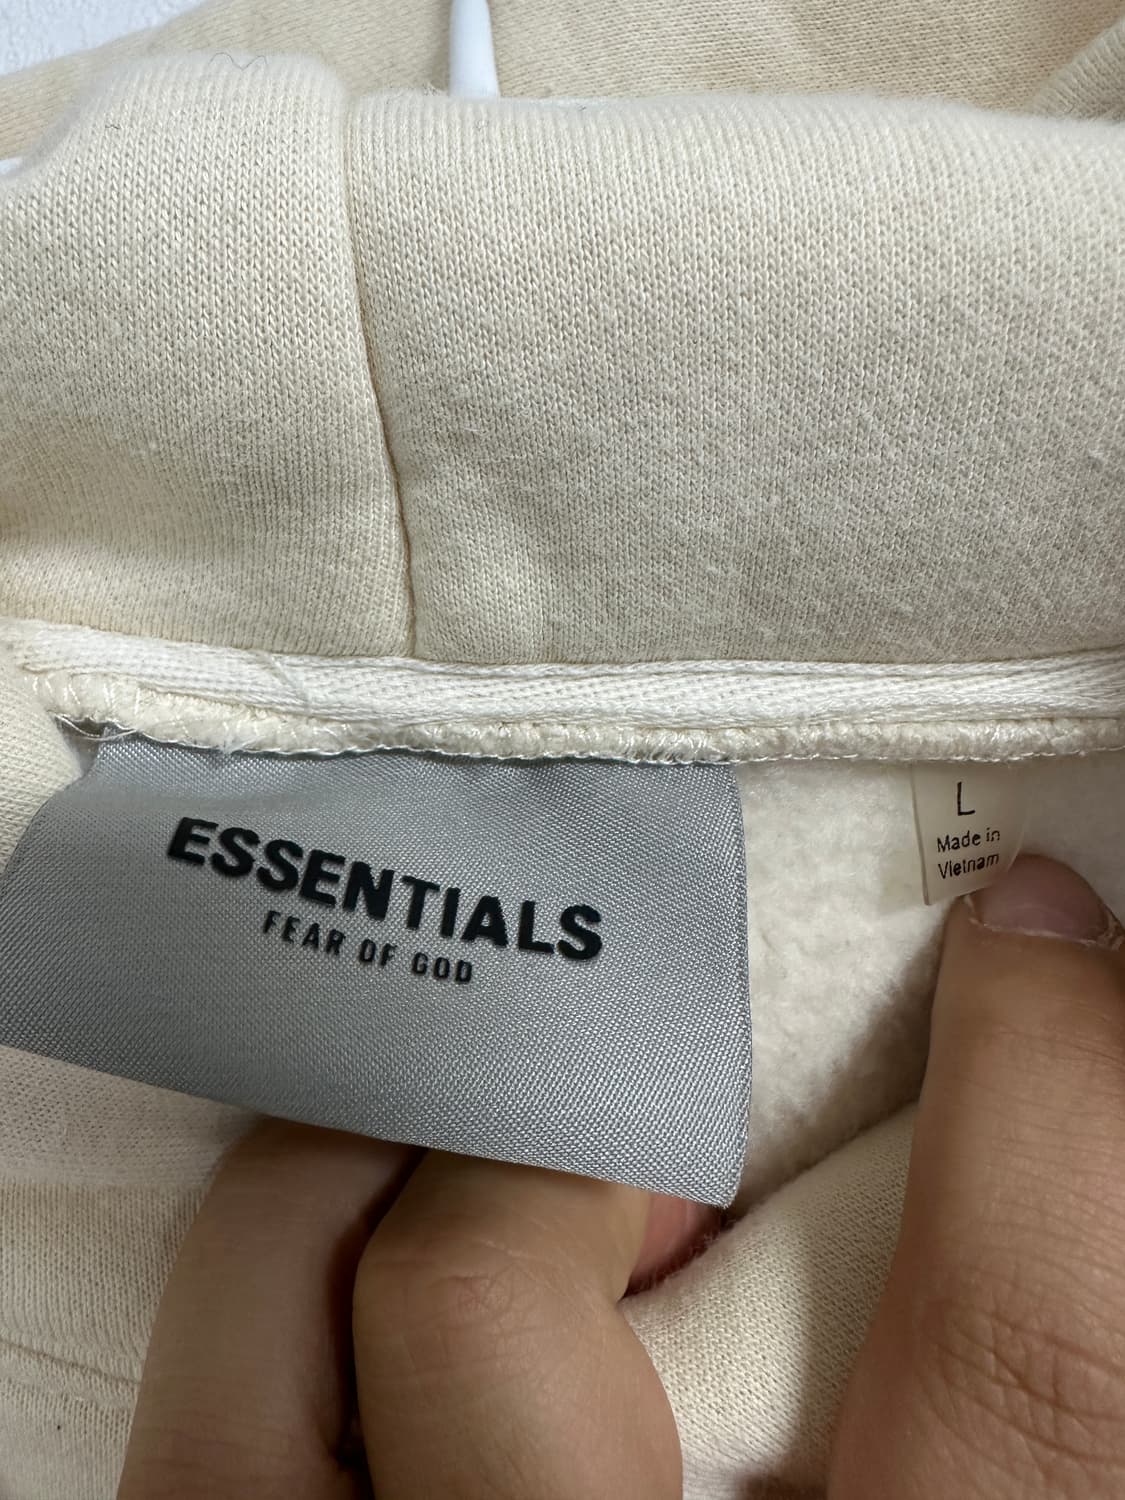 ESSENTIALS
FEAR OF GOD
L
Made in
Vietnam